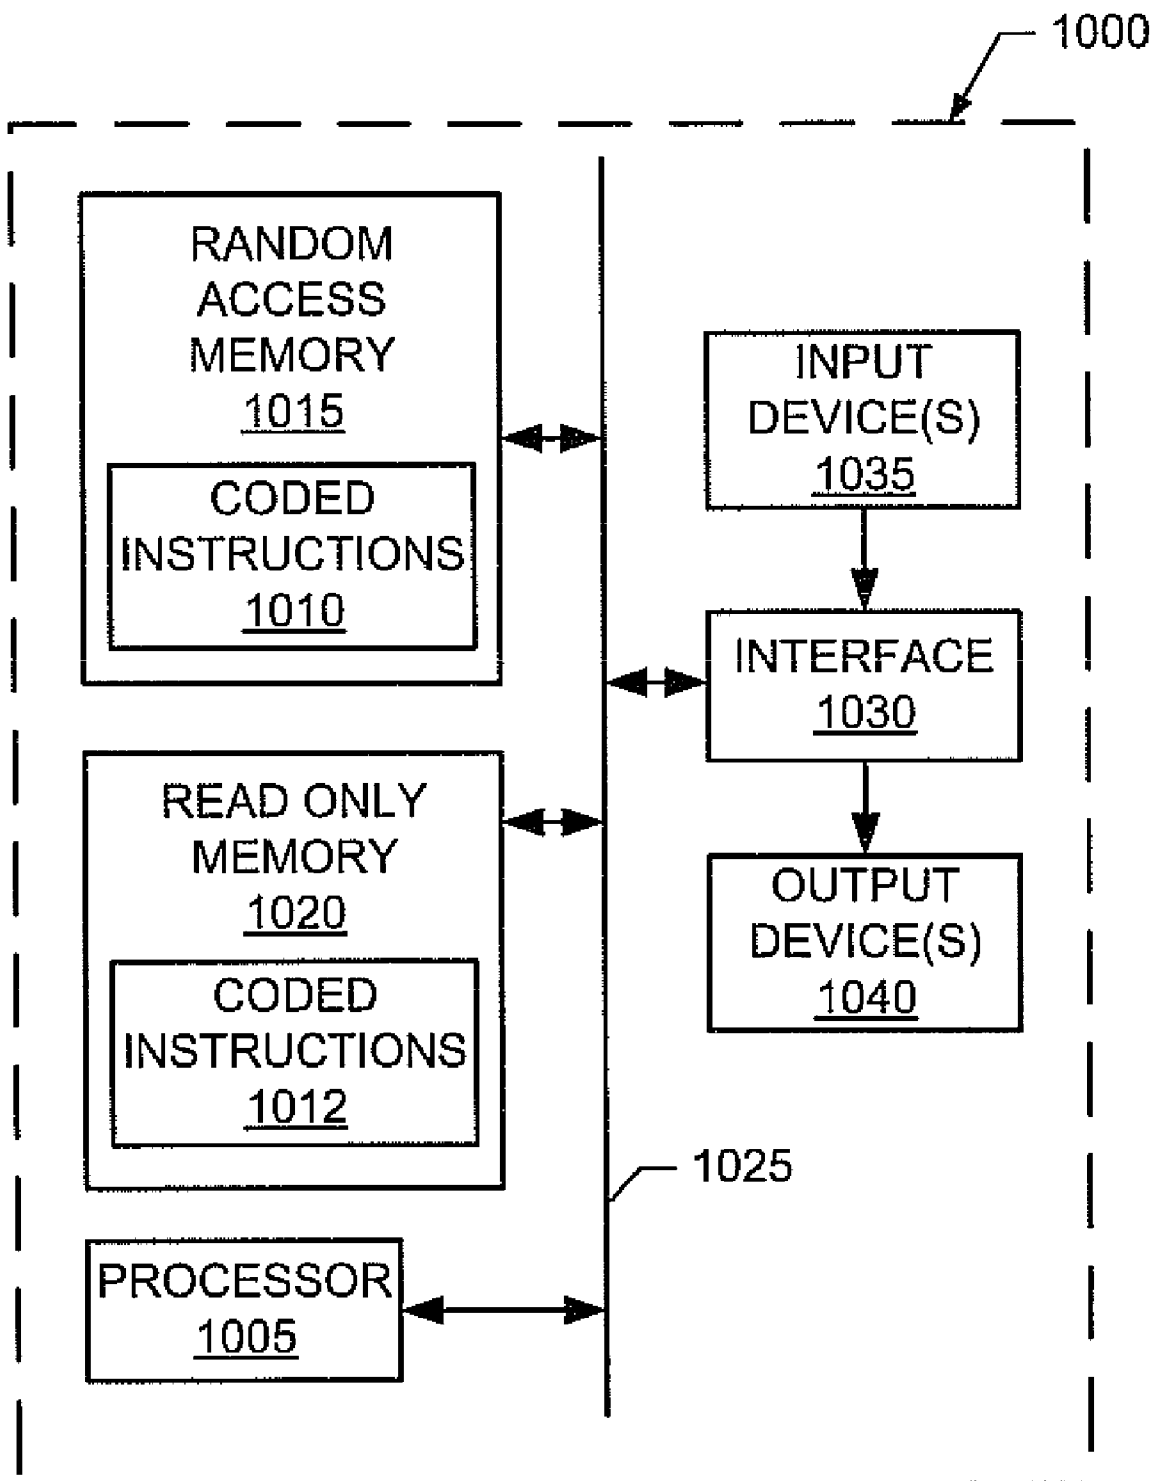 1000
RANDOM
ACCESS
MEMORY
1015
CODED
INSTRUCTIONS
1010
READ ONLY
MEMORY
1020
CODED
INSTRUCTIONS
1012
PROCESSOR
1005
INPUT
DEVICE(S)
1035
INTERFACE
1030
OUTPUT
DEVICE(S)
1040
1025